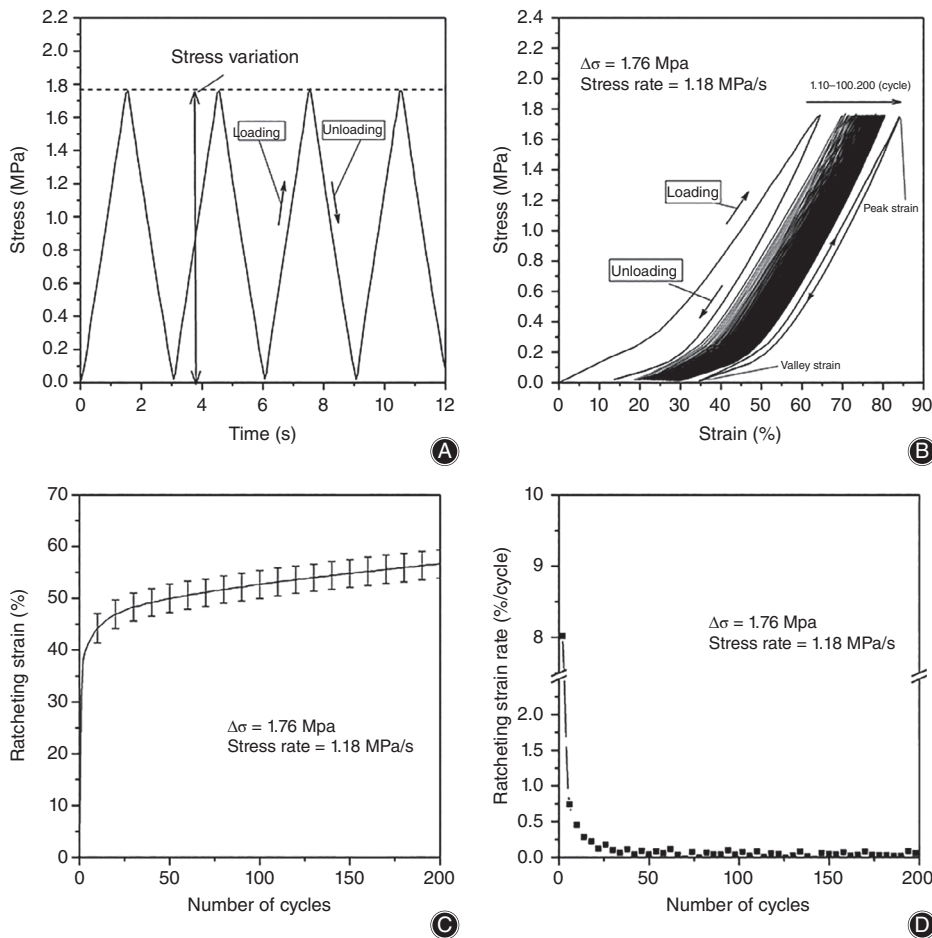 2.2
2.0
1.8
1.6
1.4
1.2
1.0
0.8
0.6
0.4
0.2
0.0
Stress (MPa)
Stress variation
Loading
Unloading
0 2 4 6 8 10 12
Time (s)
A
2.4
2.2
2.0
1.8
1.6
1.4
1.2
1.0
0.8
0.6
0.4
0.2
0.0
Stress (MPa)
Δσ = 1.76 MPa
Stress rate = 1.18 MPa/s
1.10–100.200 (cycle)
Loading
Peak strain
Unloading
Valley strain
0 10 20 30 40 50 60 70 80 90
Strain (%)
B
70
60
50
40
30
20
10
0
Ratcheting strain (%)
Δσ = 1.76 Mpa
Stress rate = 1.18 MPa/s
0 50 100 150 200
Number of cycles
C
10
9
8
2.0
1.5
1.0
0.5
0.0
Ratcheting strain rate (%/cycle)
Δσ = 1.76 Mpa
Stress rate = 1.18 MPa/s
0 50 100 150 200
Number of cycles
D